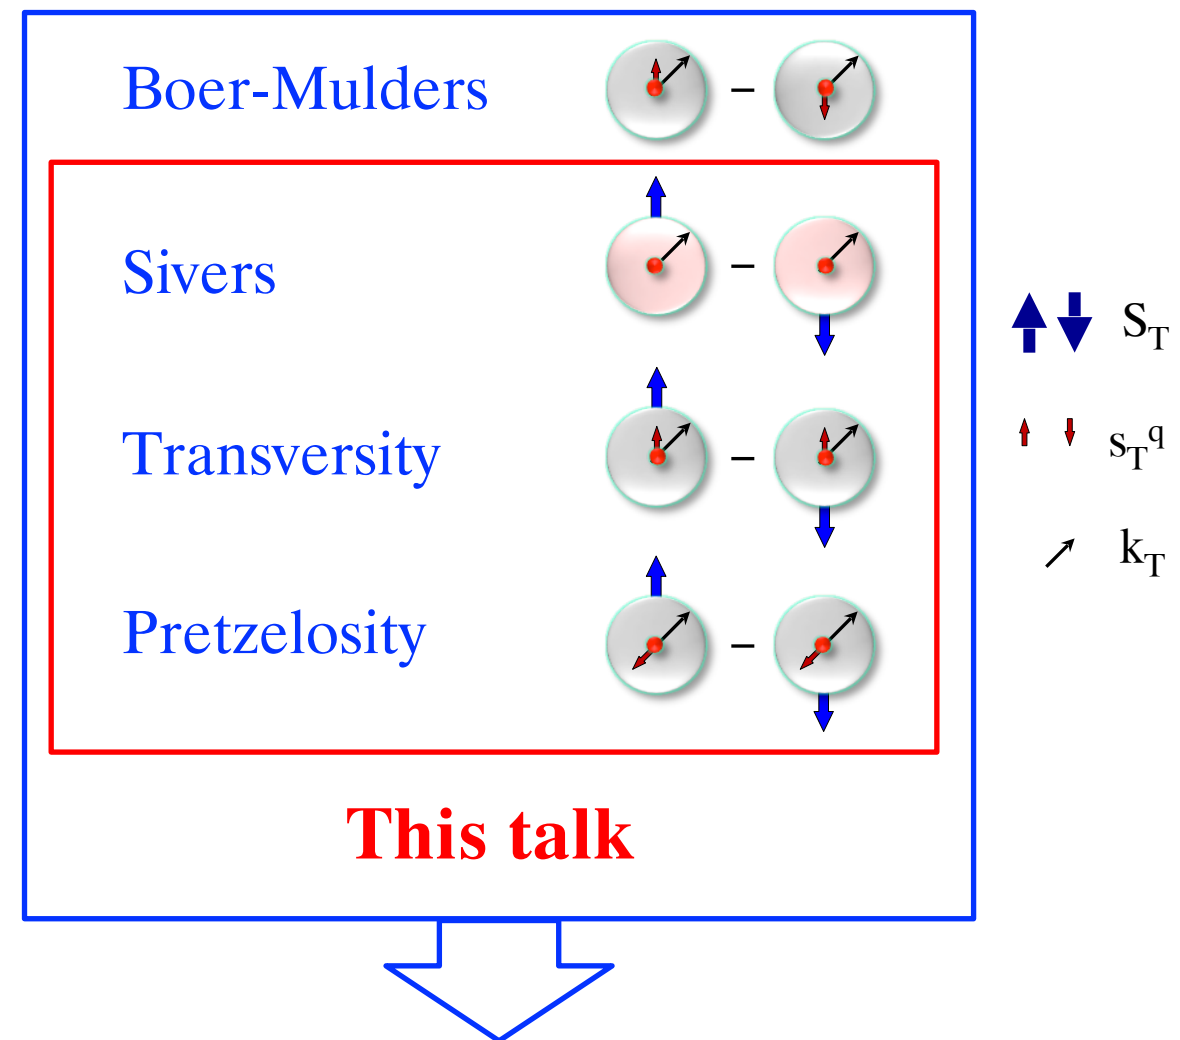 Boer-Mulders –
Sivers –
S_T
Transversity –
s_T^q
k_T
Pretzelosity –
This talk